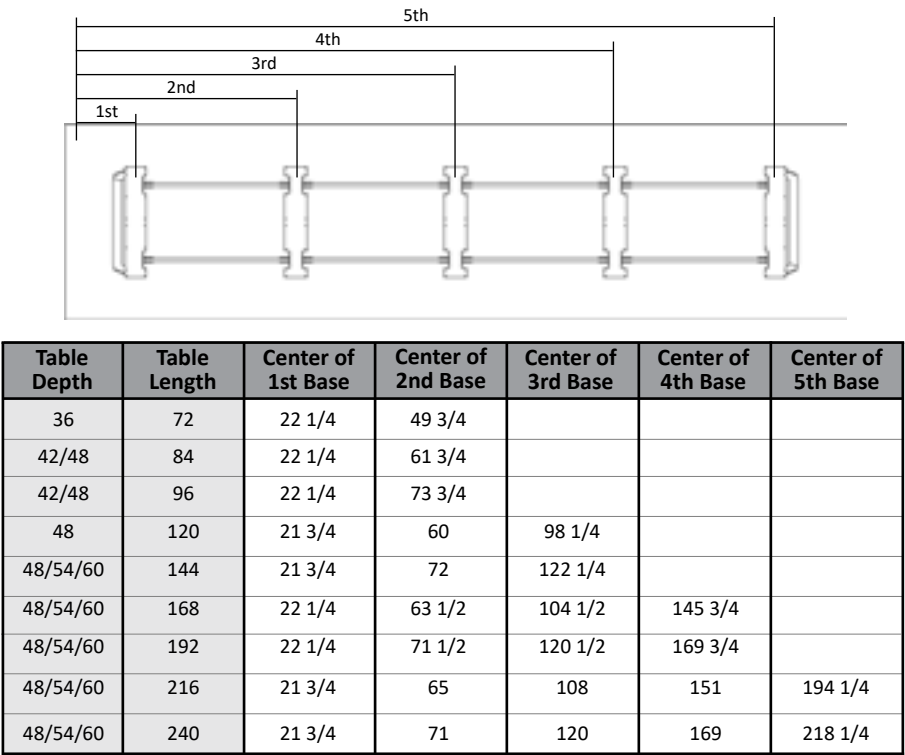 5th
4th
3rd
2nd
1st
Table Depth Table Length Center of 1st Base Center of 2nd Base Center of 3rd Base Center of 4th Base Center of 5th Base
36 72 22 1/4 49 3/4
42/48 84 22 1/4 61 3/4
42/48 96 22 1/4 73 3/4
48 120 21 3/4 60 98 1/4
48/54/60 144 21 3/4 72 122 1/4
48/54/60 168 22 1/4 63 1/2 104 1/2 145 3/4
48/54/60 192 22 1/4 71 1/2 120 1/2 169 3/4
48/54/60 216 21 3/4 65 108 151 194 1/4
48/54/60 240 21 3/4 71 120 169 218 1/4